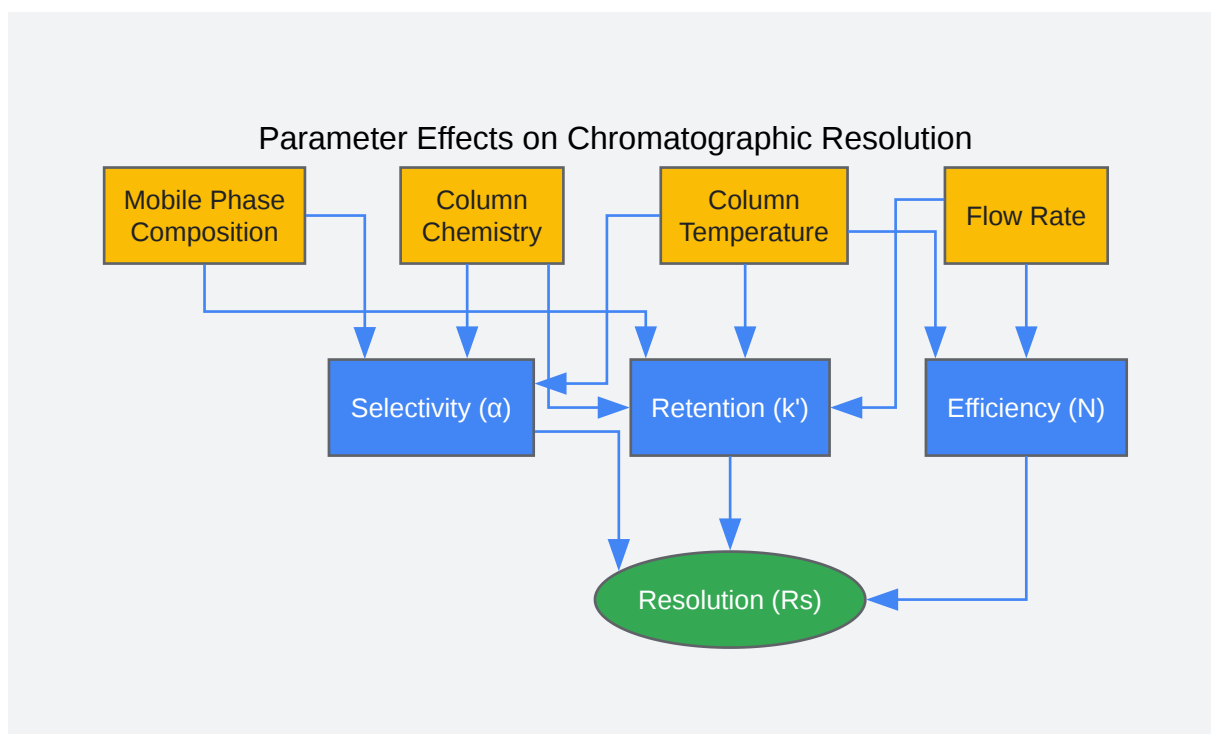 Parameter Effects on Chromatographic Resolution
Mobile Phase
Composition
Column
Chemistry
Column
Temperature
Flow Rate
Selectivity (α)
Retention (k')
Efficiency (N)
Resolution (Rs)